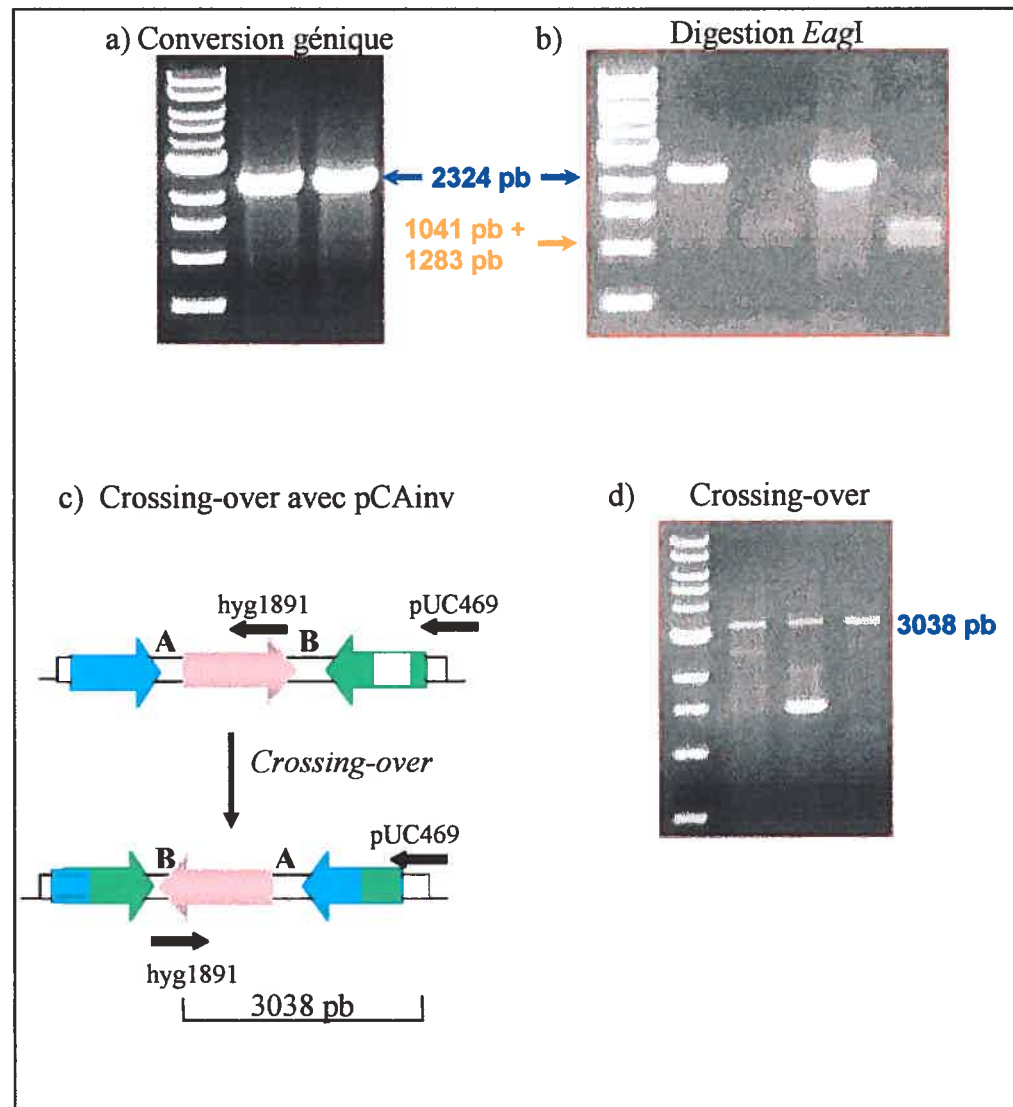 a) Conversion génique
b) Digestion EagI
2324 pb
1041 pb +
1283 pb
c) Crossing-over avec pCAinv
d) Crossing-over
hyg1891
pUC469
A
B
3038 pb
Crossing-over
pUC469
B
A
hyg1891
3038 pb